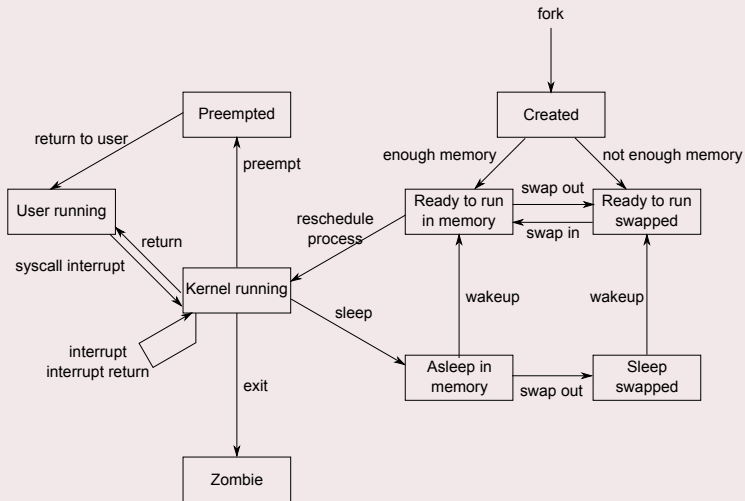 fork
Preempted
Created
return to user
preempt
enough memory
not enough memory
User running
Ready to run
in memory
swap out
swap in
Ready to run
swapped
return
syscall interrupt
reschedule
process
Kernel running
sleep
wakeup
wakeup
interrupt
interrupt return
exit
Asleep in
memory
swap out
Sleep
swapped
Zombie